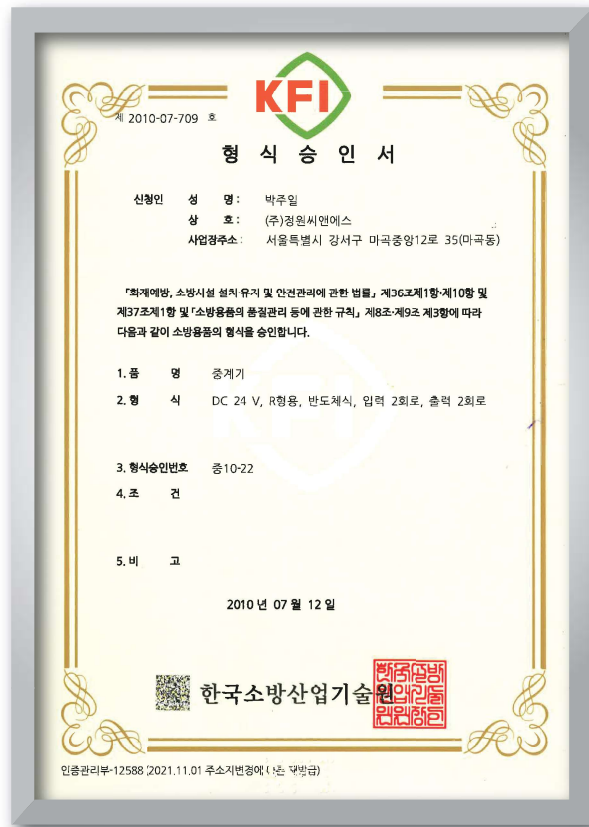 KFI
제 2010-07-709 호
형 식 승 인 서
신청인 성 명 : 박주일
상 호 : (주)정원씨앤에스
사업장주소 : 서울특별시 강서구 마곡중앙12로 35(마곡동)
「화재예방, 소방시설 설치·유지 및 안전관리에 관한 법률」 제36조제1항·제10항 및
제37조제1항 및 「소방용품의 품질관리 등에 관한 규칙」 제8조·제9조 제3항에 따라
다음과 같이 소방용품의 형식을 승인합니다.
1. 품 명 중계기
2. 형 식 DC 24 V, R형용, 반도체식, 입력 2회로, 출력 2회로
KFI
3. 형식승인번호 중10-22
4. 조 건
5. 비 고
2010 년 07 월 12 일
한국소방산업기술원
인증관리부-12588 (2021.11.01 주소지변경에 따른 재발급)